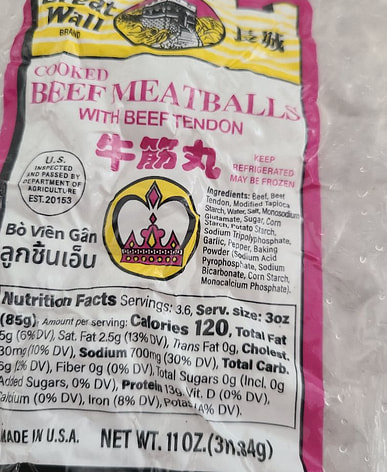 Great
Wall
BRAND
長城
COOKED
BEEF MEATBALLS
WITH BEEF TENDON
牛筋丸
U.S.
INSPECTED
AND PASSED BY
DEPARTMENT OF
AGRICULTURE
EST. 20153
KEEP
REFRIGERATED
MAY BE FROZEN
Ingredients: Beef, Beef
Tendon, Modified Tapioca
Starch, Water, Salt, Monosodium
Glutamate, Sugar, Corn
Starch, Potato Starch,
Sodium Tripolyphosphate,
Garlic, Pepper, Baking
Powder (Sodium Acid
Pyrophosphate, Sodium
Bicarbonate, Corn Starch,
Monocalcium Phosphate).
Bò Viên Gân
ลูกชิ้นเอ็น
Nutrition Facts Servings: 3.6, Serv. size: 3oz
(85g); Amount per serving: Calories 120, Total Fat
5g (6% DV), Sat. Fat 2.5g (13% DV), Trans Fat 0g, Cholest.
30mg (10% DV), Sodium 700mg (30% DV), Total Carb.
5g (2% DV), Fiber 0g (0% DV), Total Sugars 0g (Incl. 0g
Added Sugars, 0% DV), Protein 13g, Vit. D (0% DV),
Calcium (0% DV), Iron (8% DV), Potas. (4% DV).
MADE IN U.S.A. NET WT. 11 OZ. (311.84g)